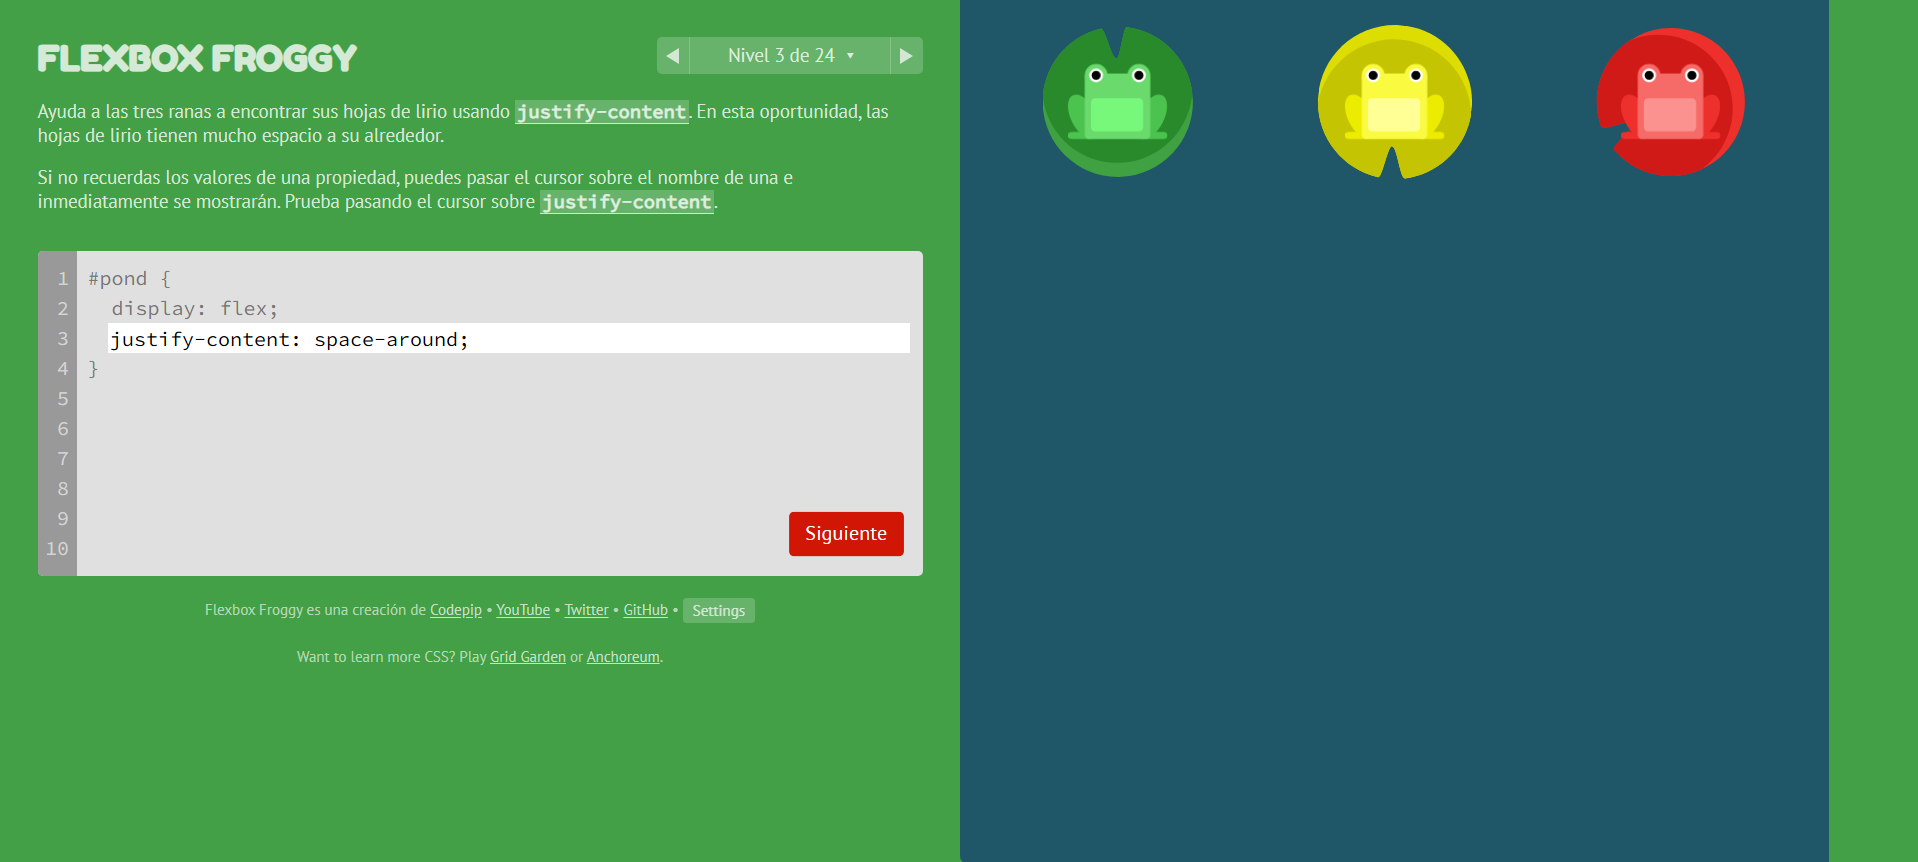 FLEXBOX FROGGY
◀ Nivel 3 de 24 ▼ ▶
Ayuda a las tres ranas a encontrar sus hojas de lirio usando justify-content. En esta oportunidad, las
hojas de lirio tienen mucho espacio a su alrededor.
Si no recuerdas los valores de una propiedad, puedes pasar el cursor sobre el nombre de una e
inmediatamente se mostrarán. Prueba pasando el cursor sobre justify-content.
1 #pond {
2 display: flex;
3 justify-content: space-around;
4 }
5
6
7
8
9
10
Siguiente
Flexbox Froggy es una creación de Codepip • YouTube • Twitter • GitHub • Settings
Want to learn more CSS? Play Grid Garden or Anchoreum.